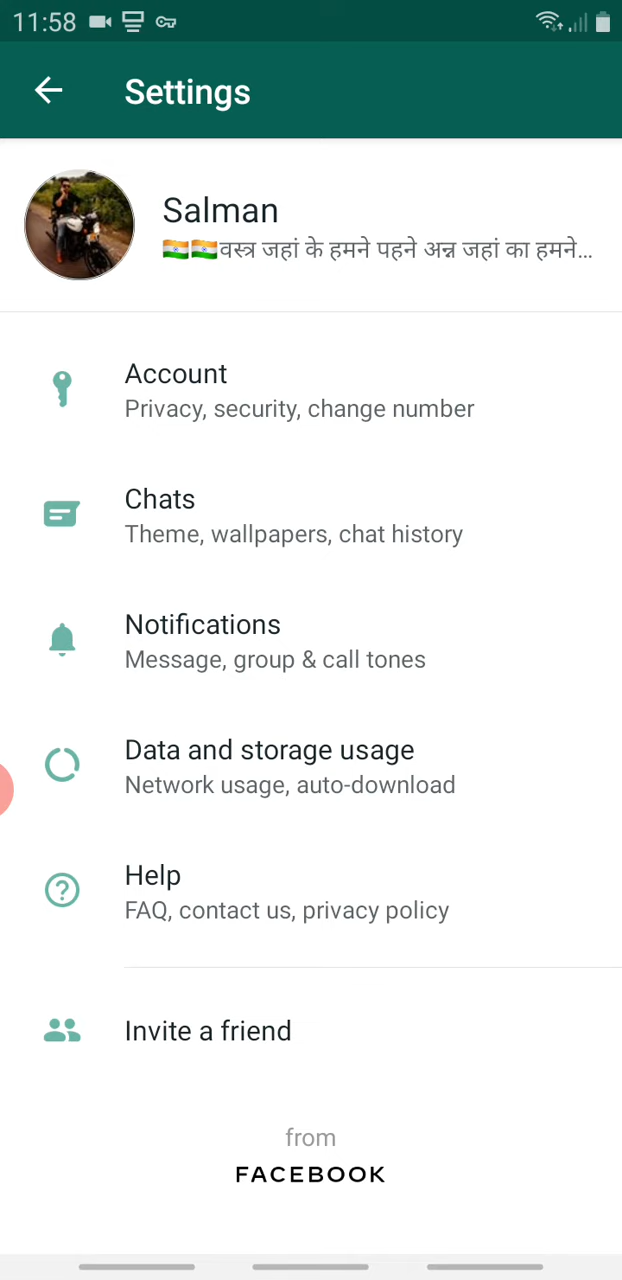 11:58
Settings
Salman
🇮🇳🇮🇳वस्त्र जहां के हमने पहने अन्न जहां का हमने...
Account
Privacy, security, change number
Chats
Theme, wallpapers, chat history
Notifications
Message, group & call tones
Data and storage usage
Network usage, auto-download
Help
FAQ, contact us, privacy policy
Invite a friend
from
FACEBOOK